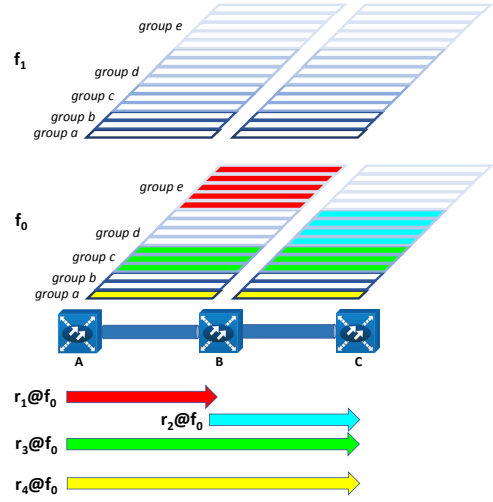 f₁
group e
group d
group c
group b
group a
f₀
group e
group d
group c
group b
group a
A B C
r₁@f₀
r₂@f₀
r₃@f₀
r₄@f₀